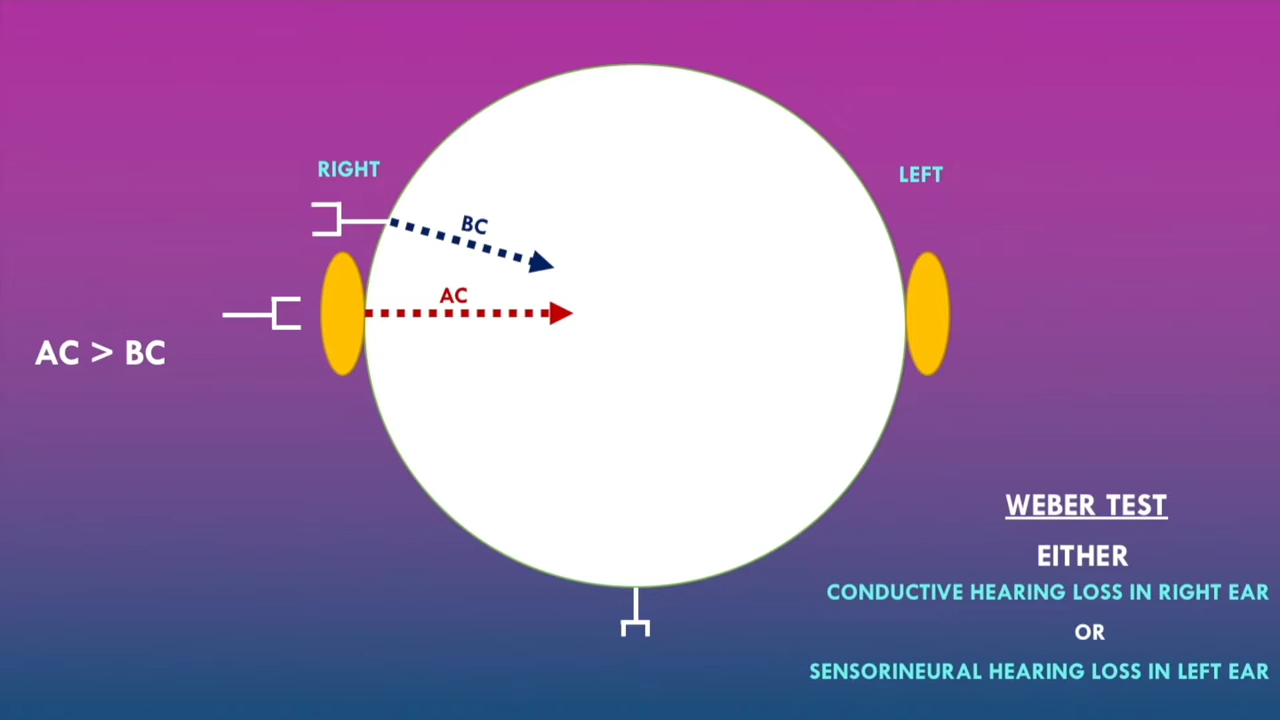 RIGHT
LEFT
BC
AC
AC > BC
WEBER TEST
EITHER
CONDUCTIVE HEARING LOSS IN RIGHT EAR
OR
SENSORINEURAL HEARING LOSS IN LEFT EAR